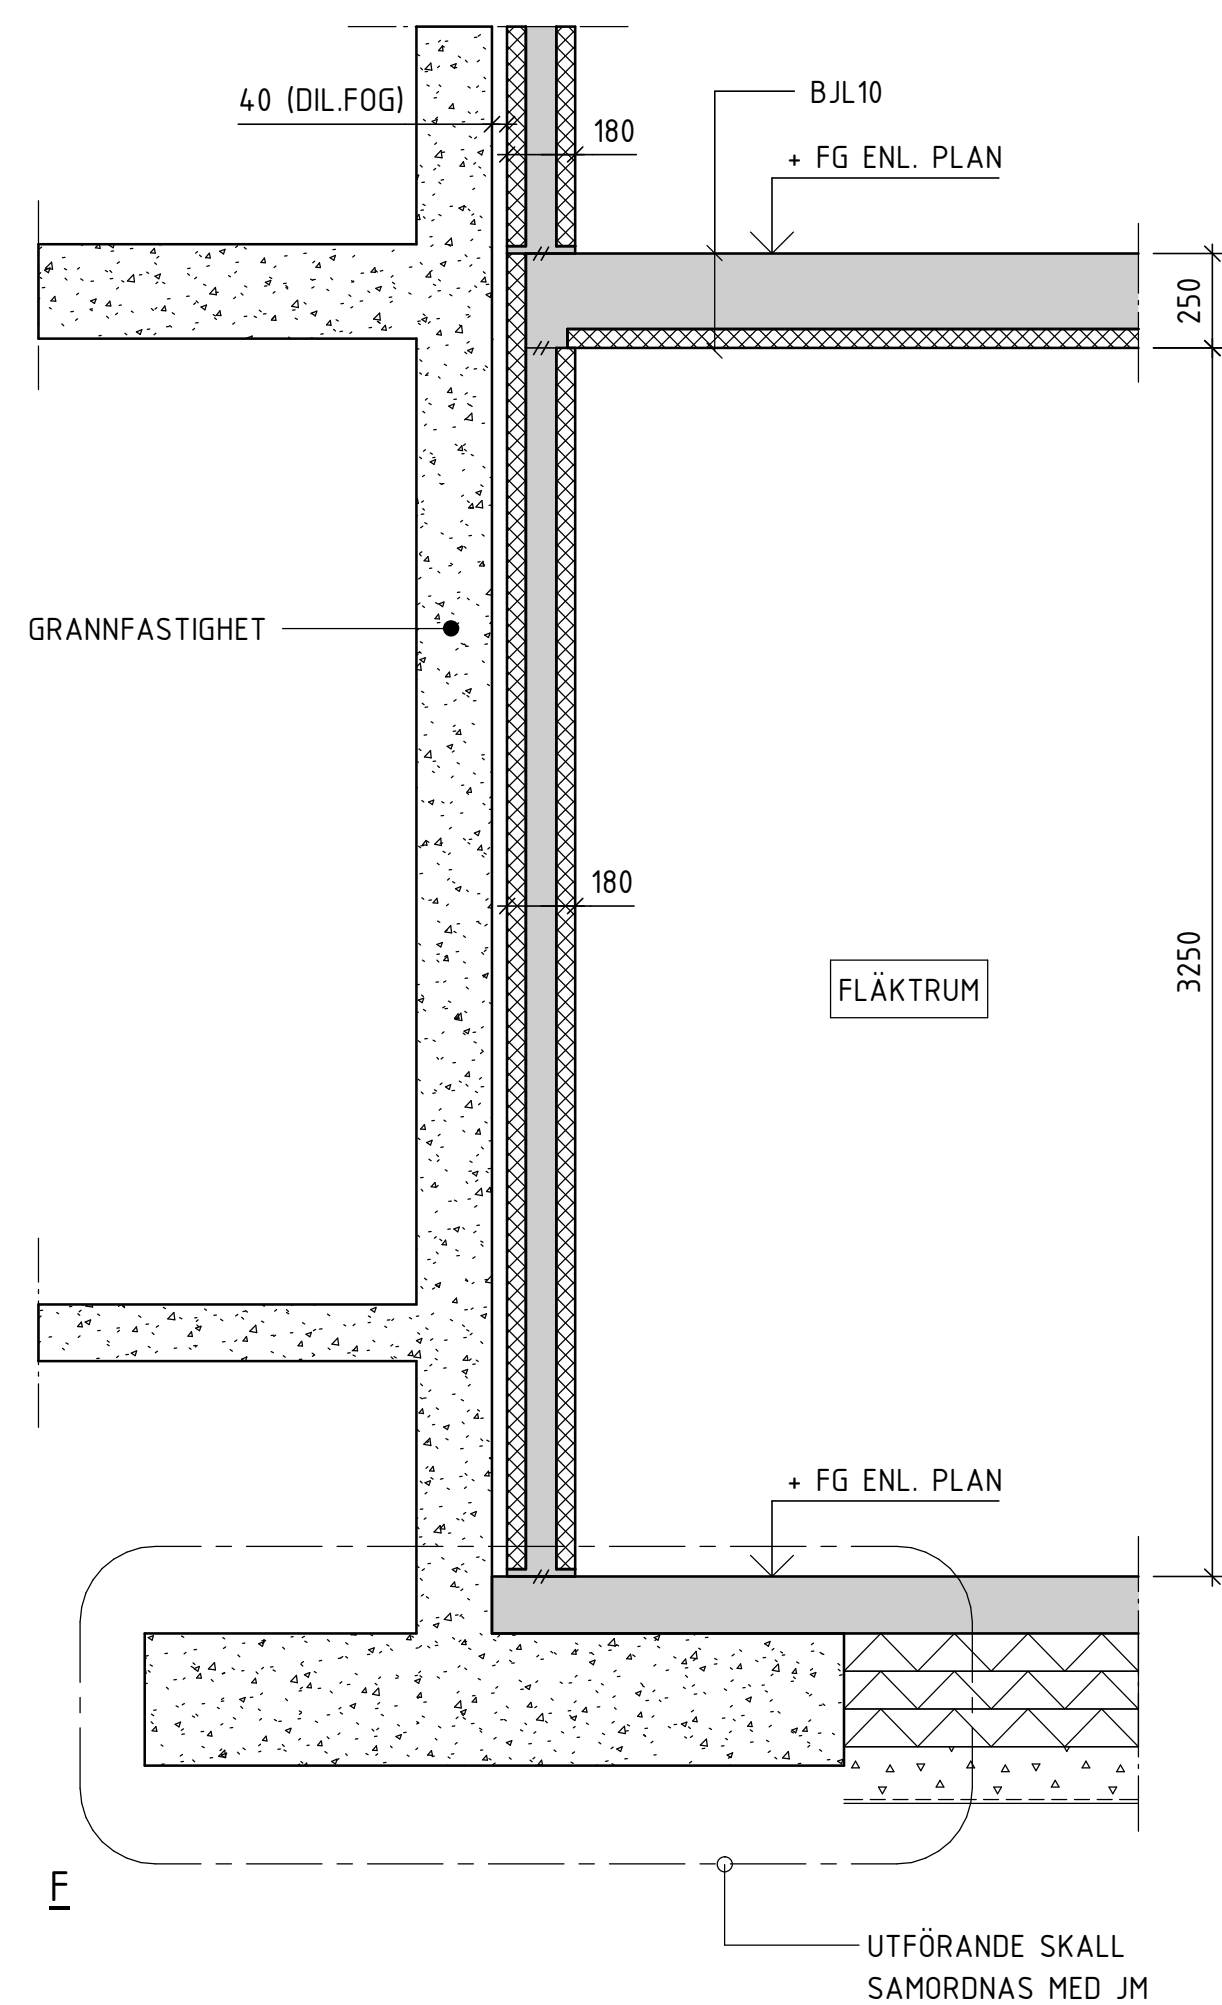 BJL10
40 (DIL.FOG)
180
+ FG ENL. PLAN
250
GRANNFASTIGHET
180
3250
FLÄKTRUM
+ FG ENL. PLAN
F
UTFÖRANDE SKALL
SAMORDNAS MED JM